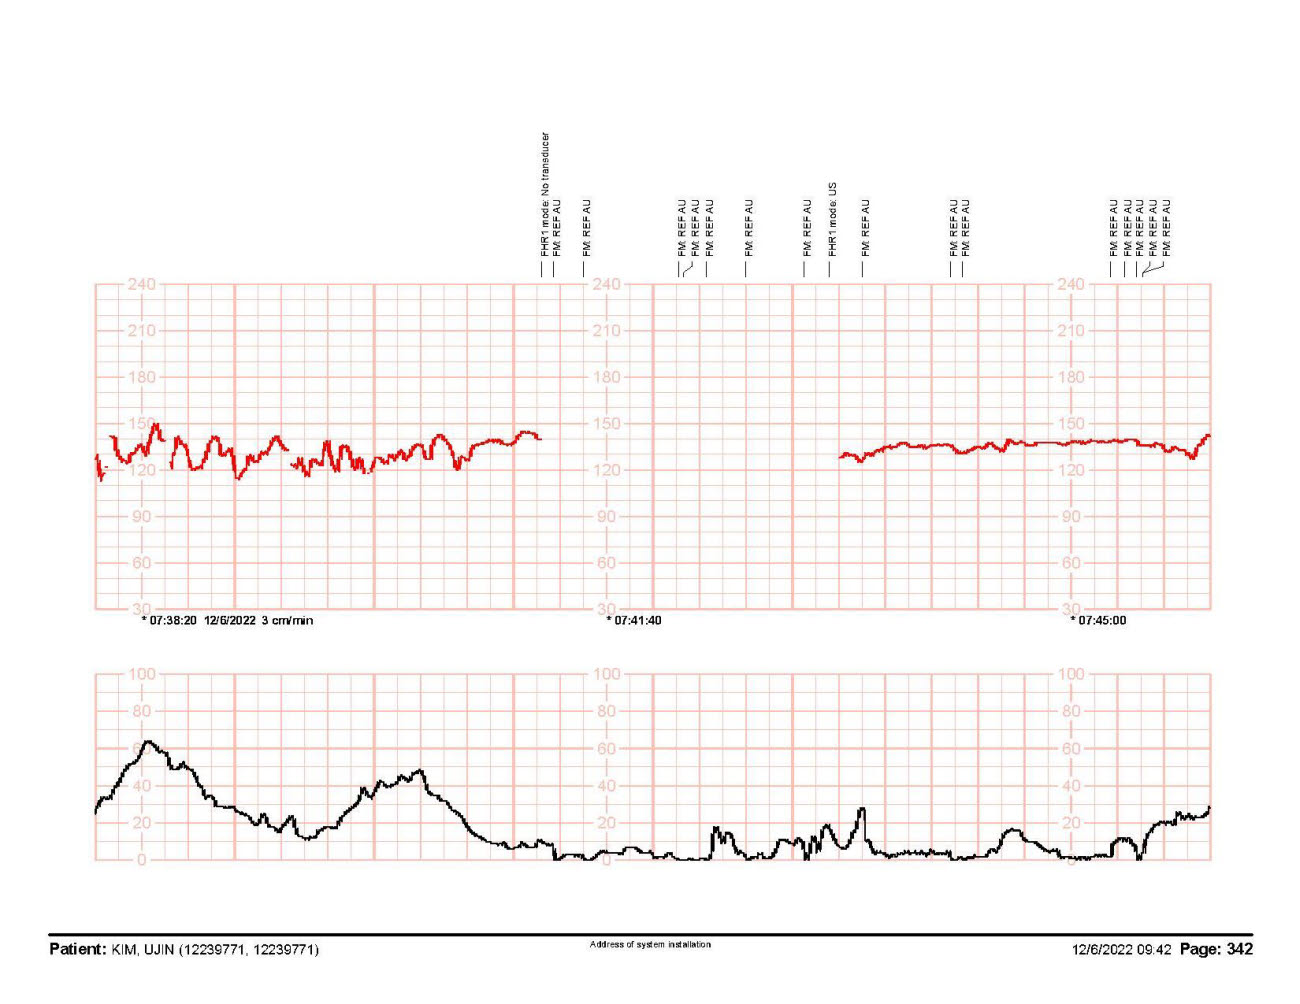 FHR1 mode: No transducer
FM: REF AU
FM: REF AU
FM: REF AU
FM: REF AU
FM: REF AU
FM: REF AU
FM: REF AU
FHR1 mode: US
FM: REF AU
FM: REF AU
FM: REF AU
FM: REF AU
FM: REF AU
FM: REF AU
FM: REF AU
FM: REF AU
240 240 240
210 210 210
180 180 180
150 150 150
120 120 120
90 90 90
60 60 60
30 30 30
* 07:38:20 12/6/2022 3 cm/min * 07:41:40 * 07:45:00
100 100 100
80 80 80
60 60 60
40 40 40
20 20 20
0 0 0
Patient: KIM, UJIN (12239771, 12239771) Address of system installation 12/6/2022 09:42 Page: 342